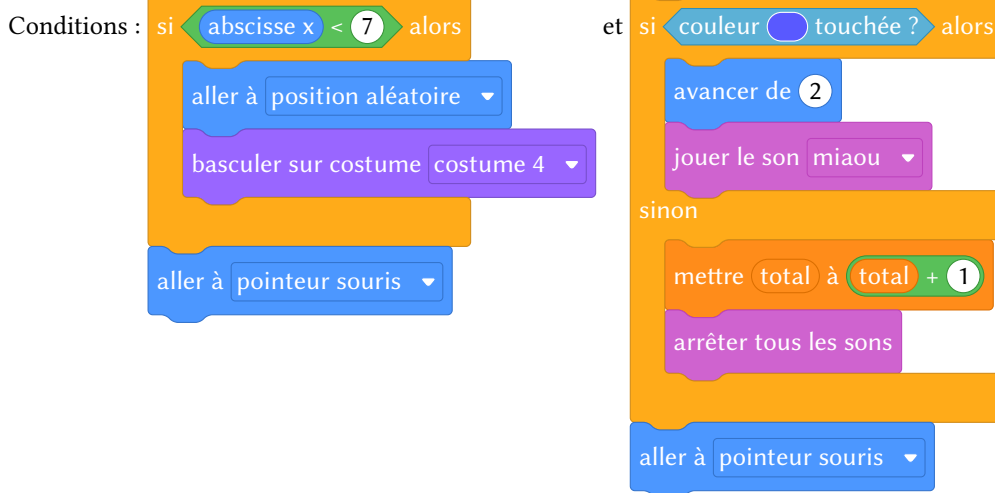 Conditions :
si abscisse x < 7 alors
aller à position aléatoire
basculer sur costume costume 4
aller à pointeur souris
et
si couleur touchée ? alors
avancer de 2
jouer le son miaou
sinon
mettre total à total + 1
arrêter tous les sons
aller à pointeur souris